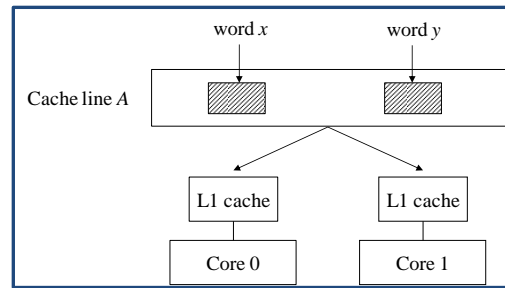 word x
word y
Cache line A
L1 cache
L1 cache
Core 0
Core 1